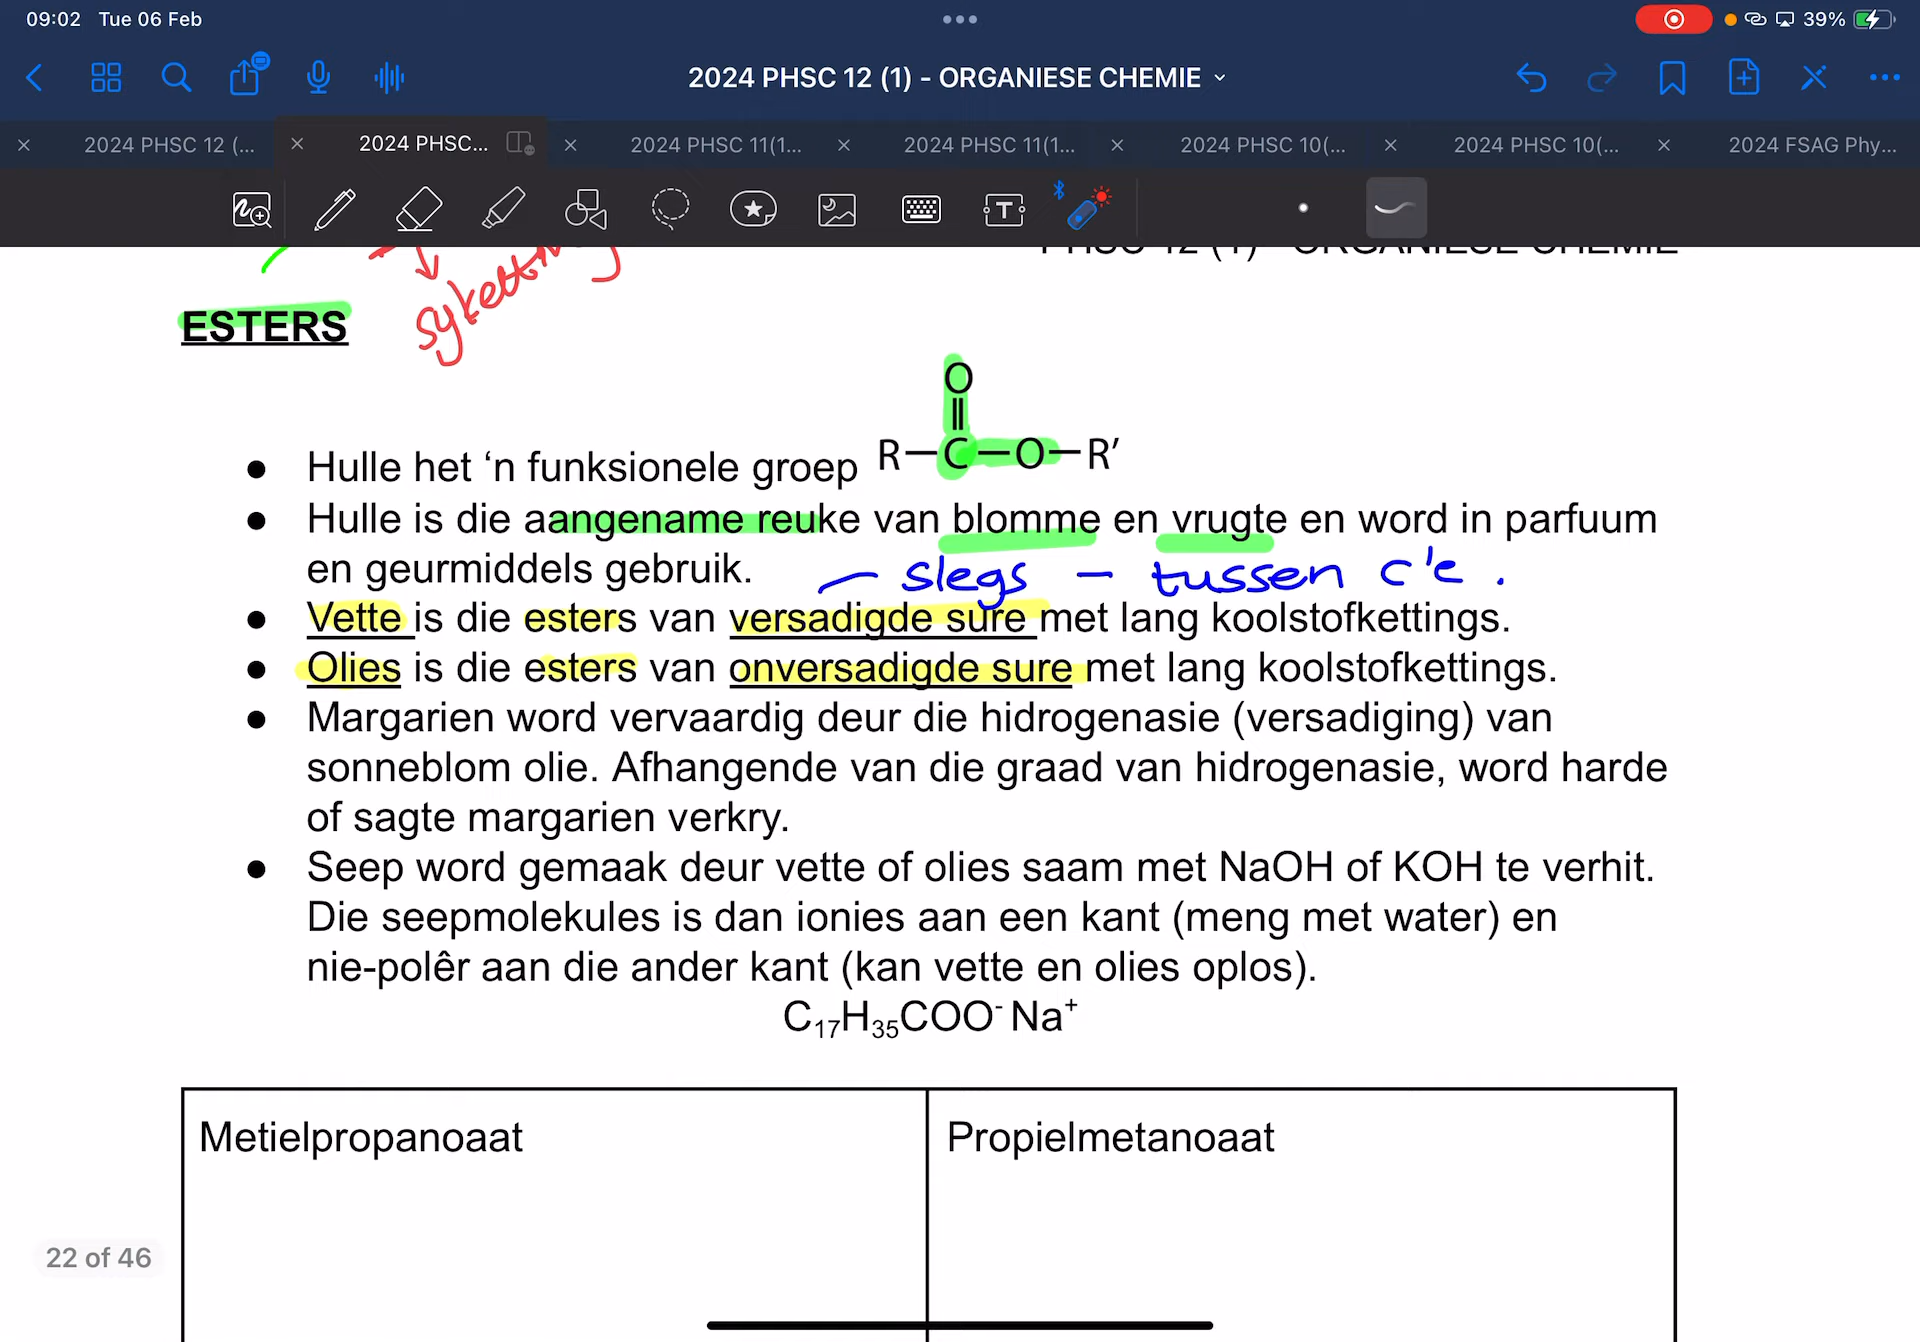 09:02 Tue 06 Feb
39%
2024 PHSC 12 (1) - ORGANIESE CHEMIE
2024 PHSC 12 (...
2024 PHSC...
2024 PHSC 11(1...
2024 PHSC 11(1...
2024 PHSC 10(...
2024 PHSC 10(...
2024 FSAG Phy...
PHSC 12 (1) - ORGANIESE CHEMIE
syketting
ESTERS
O
Hulle het ‘n funksionele groep R—C—O—R′
Hulle is die aangename reuke van blomme en vrugte en word in parfuum
en geurmiddels gebruik.
– slegs – tussen c'e .
Vette is die esters van versadigde sure met lang koolstofkettings.
Olies is die esters van onversadigde sure met lang koolstofkettings.
Margarien word vervaardig deur die hidrogenasie (versadiging) van
sonneblom olie. Afhangende van die graad van hidrogenasie, word harde
of sagte margarien verkry.
Seep word gemaak deur vette of olies saam met NaOH of KOH te verhit.
Die seepmolekules is dan ionies aan een kant (meng met water) en
nie-polêr aan die ander kant (kan vette en olies oplos).
C₁₇H₃₅COO⁻ Na⁺
Metielpropanoaat
Propielmetanoaat
22 of 46